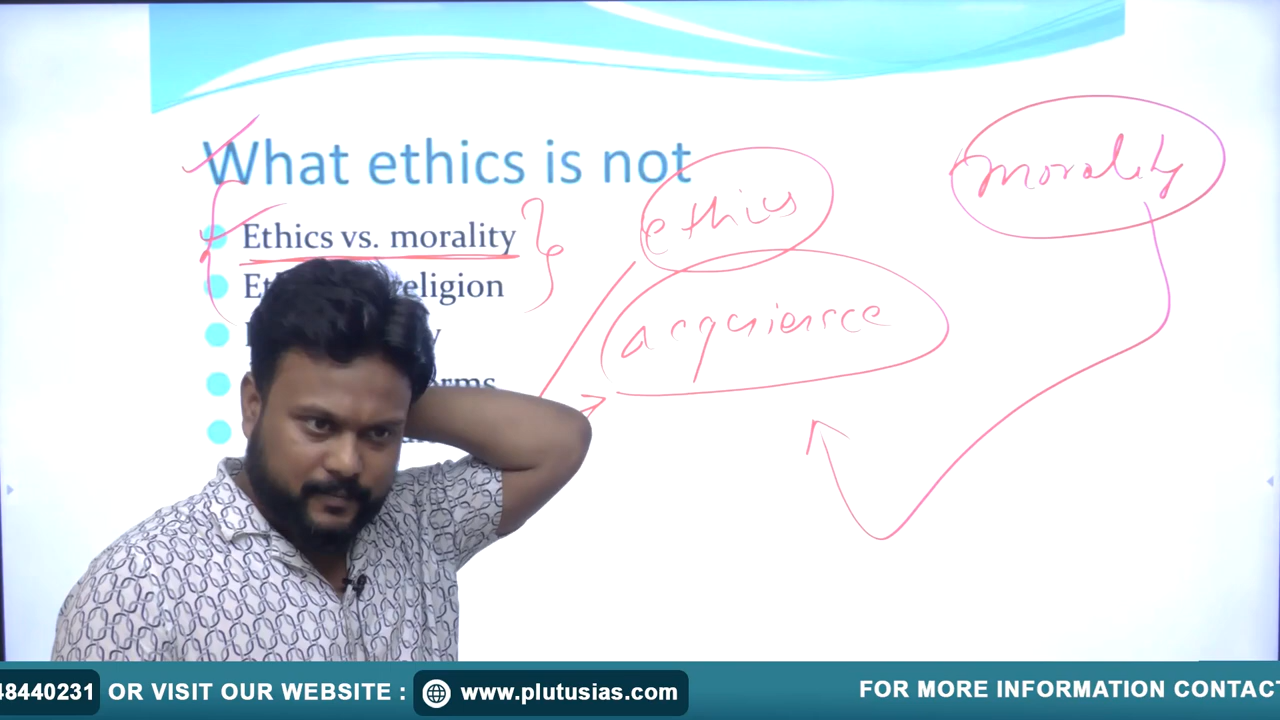 What ethics is not
Ethics vs. morality
religion
ethics
morality
acquience
48440231 OR VISIT OUR WEBSITE : www.plutusias.com
FOR MORE INFORMATION CONTACT